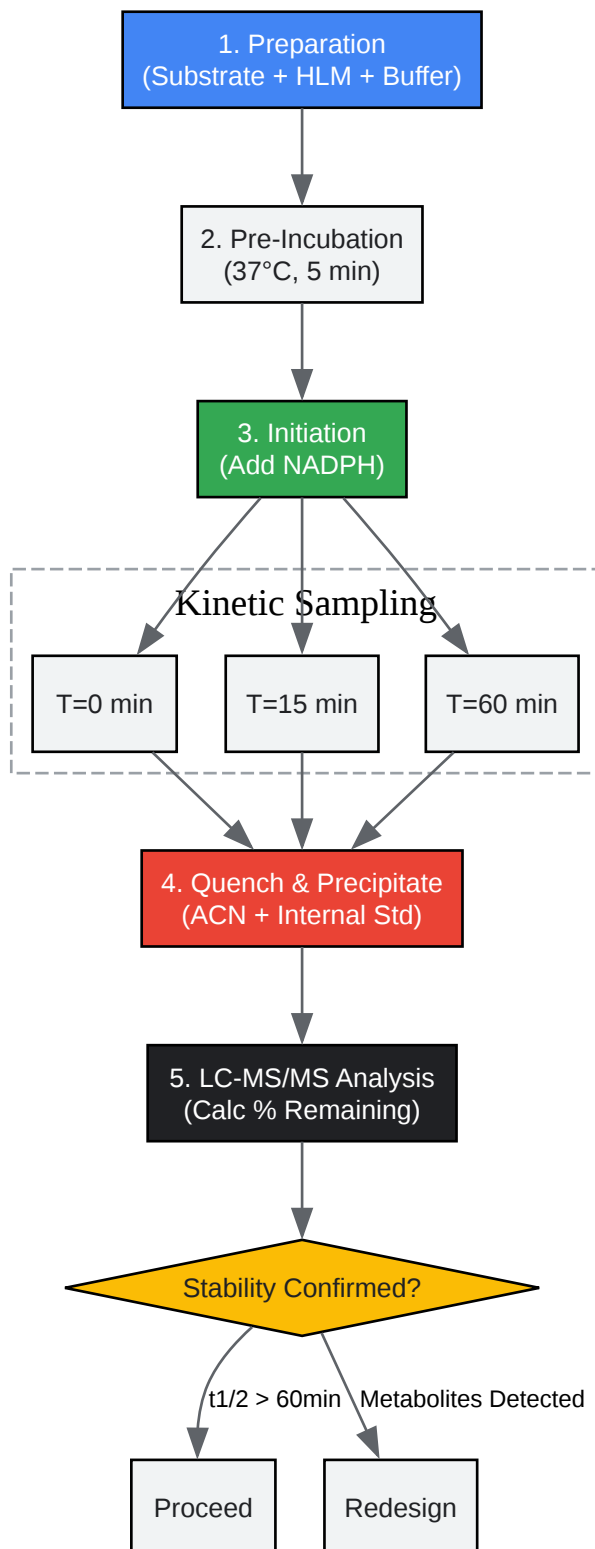 1. Preparation
(Substrate + HLM + Buffer)
2. Pre-Incubation
(37°C, 5 min)
3. Initiation
(Add NADPH)
Kinetic Sampling
T=0 min
T=15 min
T=60 min
4. Quench & Precipitate
(ACN + Internal Std)
5. LC-MS/MS Analysis
(Calc % Remaining)
Stability Confirmed?
t1/2 > 60min
Metabolites Detected
Proceed
Redesign